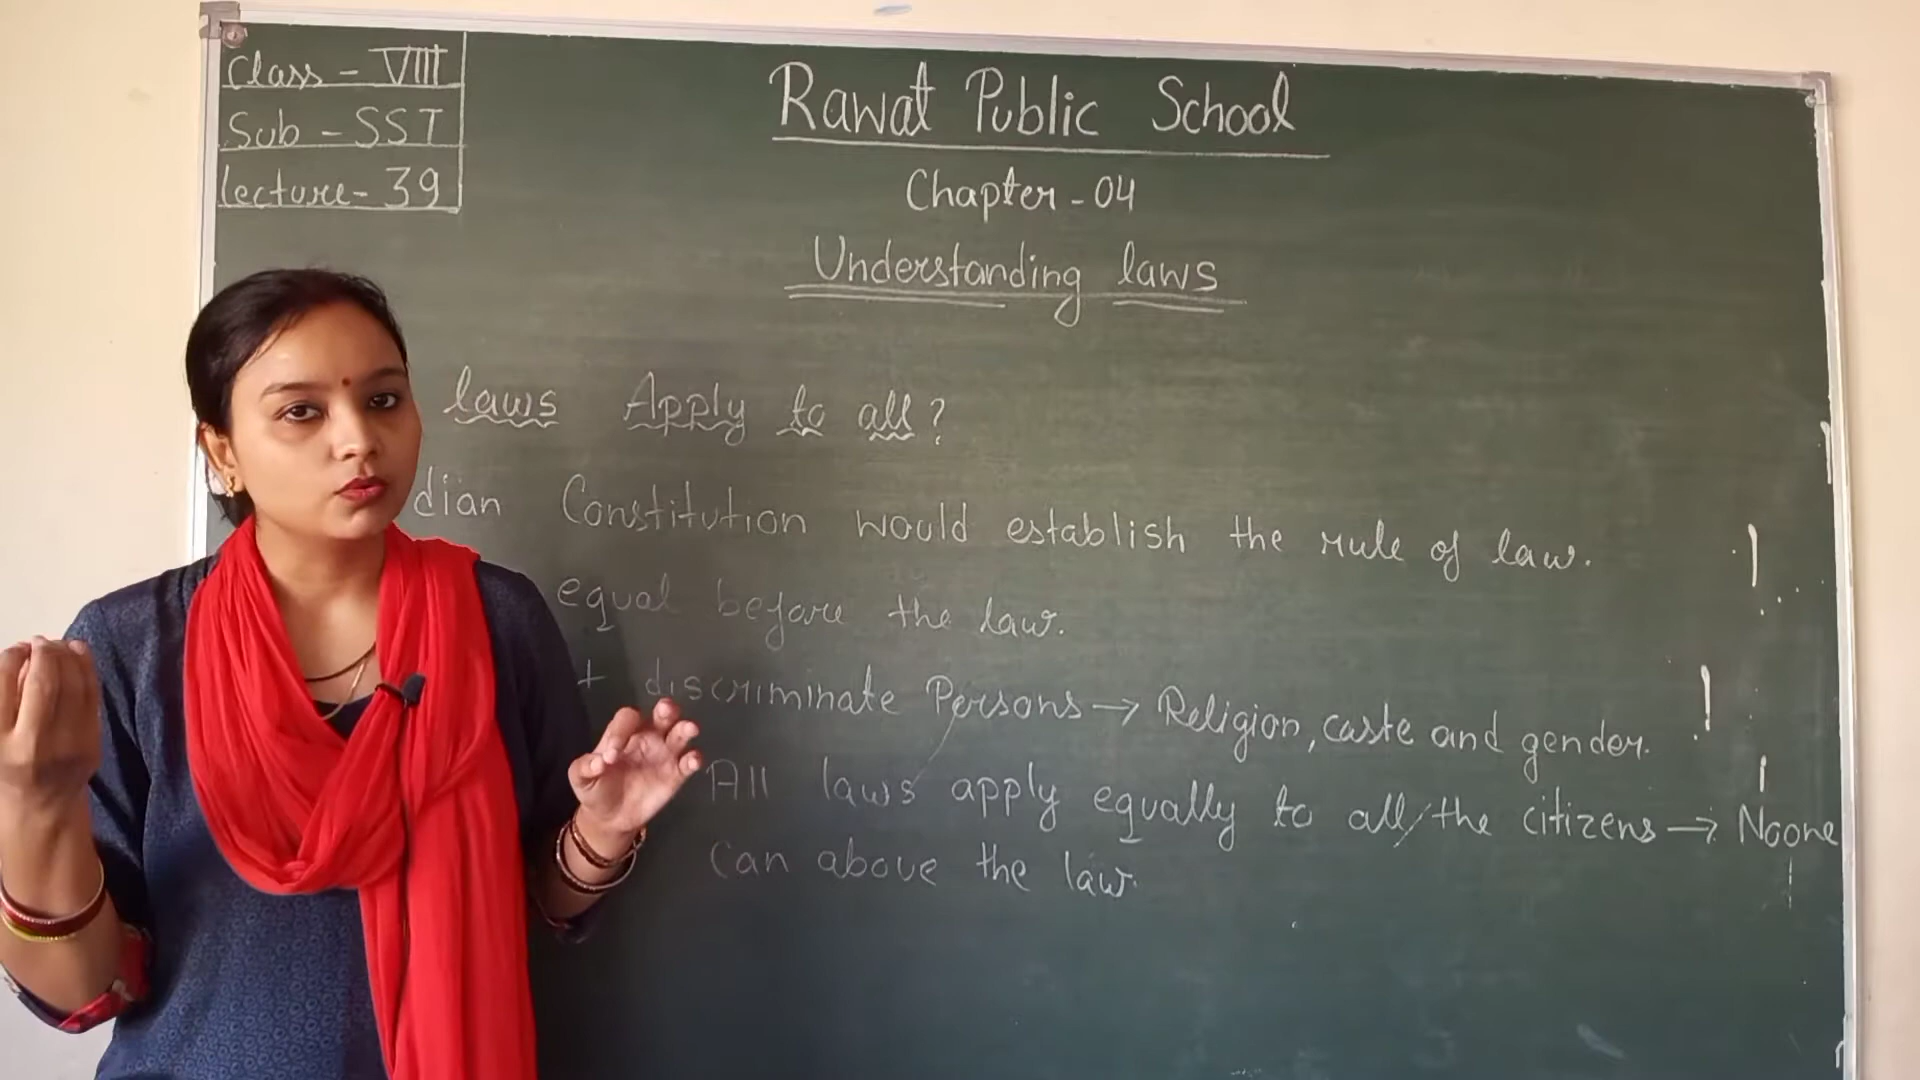 Class - VIII
Sub - SST
Lecture - 39
Rawat Public School
Chapter - 04
Understanding laws
laws Apply to all?
dian Constitution would establish the rule of law.
equal before the law.
discriminate Persons → Religion, caste and gender.
All laws apply equally to all/the citizens → Noone
Can above the law.